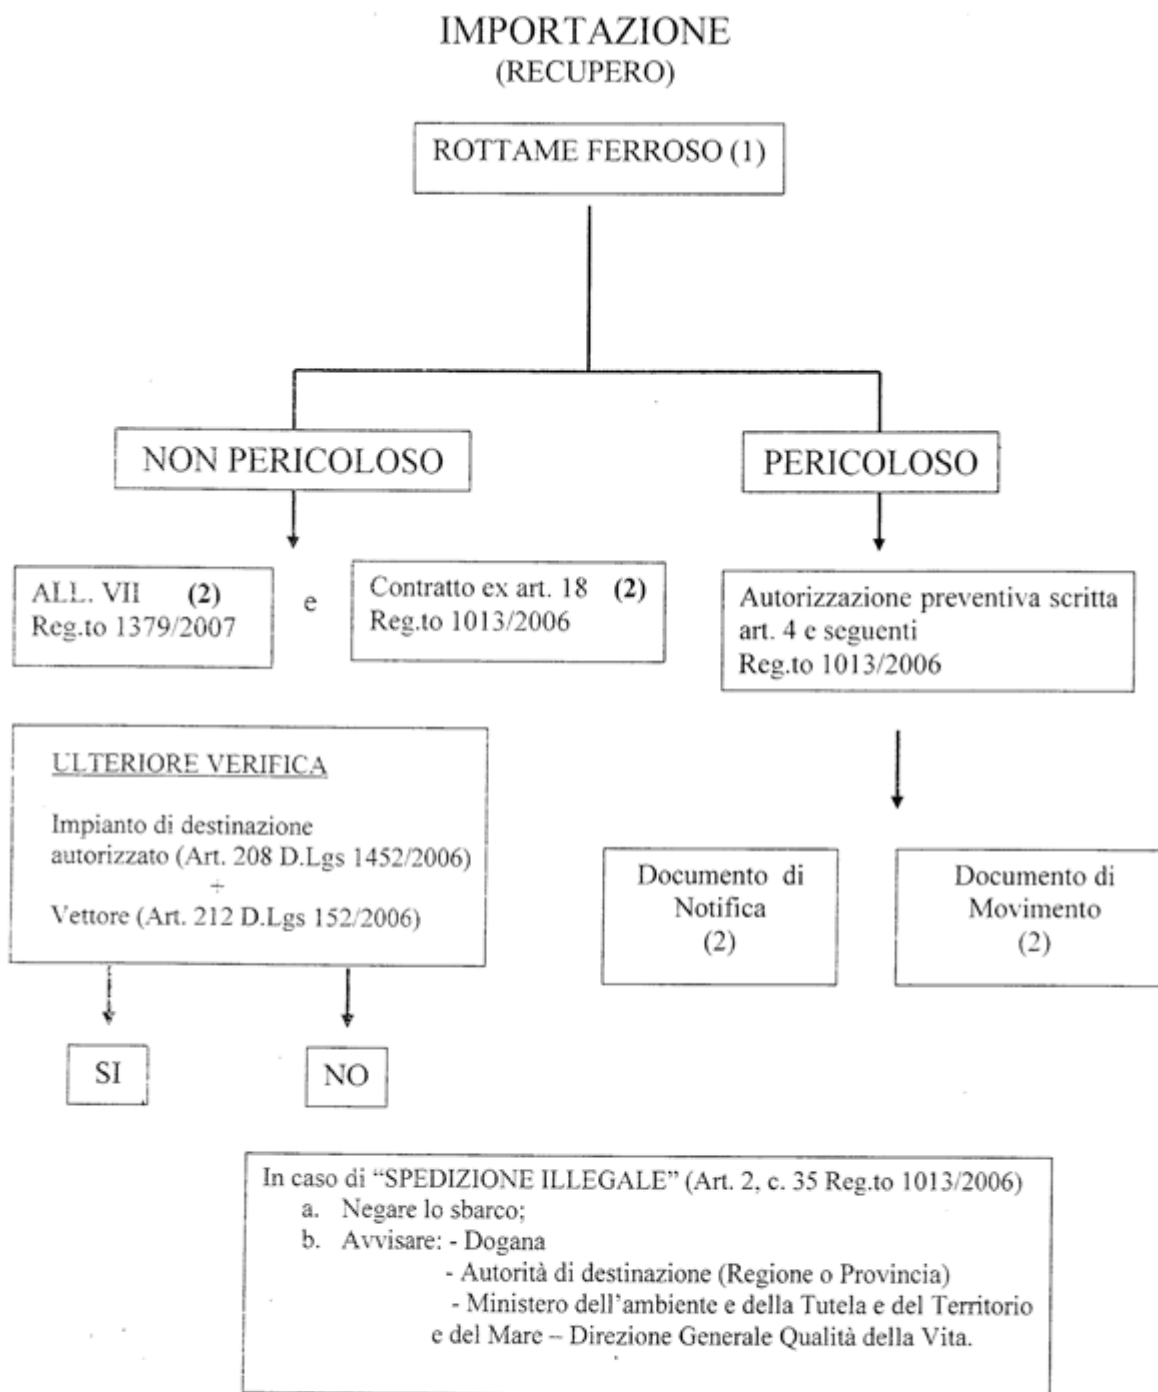 IMPORTAZIONE
(RECUPERO)
ROTTAME FERROSO (1)
NON PERICOLOSO
PERICOLOSO
ALL. VII (2)
Reg.to 1379/2007
e
Contratto ex art. 18 (2)
Reg.to 1013/2006
Autorizzazione preventiva scritta
art. 4 e seguenti
Reg.to 1013/2006
ULTERIORE VERIFICA
Impianto di destinazione
autorizzato (Art. 208 D.Lgs 1452/2006)
+
Vettore (Art. 212 D.Lgs 152/2006)
Documento di
Notifica
(2)
Documento di
Movimento
(2)
SI
NO
In caso di “SPEDIZIONE ILLEGALE” (Art. 2, c. 35 Reg.to 1013/2006)
a. Negare lo sbarco;
b. Avvisare: - Dogana
- Autorità di destinazione (Regione o Provincia)
- Ministero dell'ambiente e della Tutela e del Territorio
e del Mare – Direzione Generale Qualità della Vita.